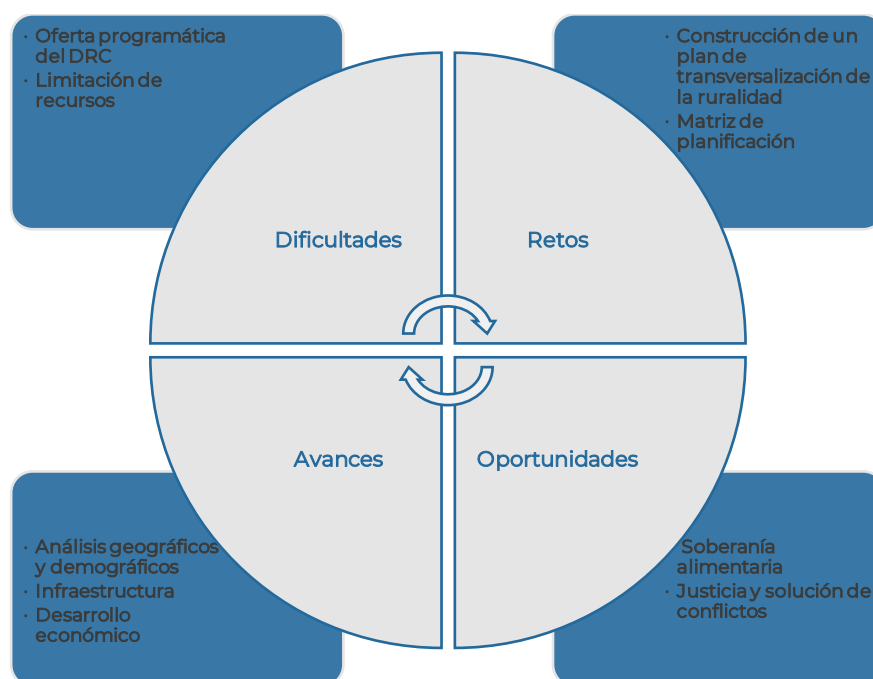 · Oferta programática
del DRC
· Limitación de
recursos
· Construcción de un
plan de
transversalización de
la ruralidad
· Matriz de
planificación
Dificultades
Retos
Avances
Oportunidades
· Análisis geográficos
y demográficos
· Infraestructura
· Desarrollo
económico
Soberanía
alimentaria
· Justicia y solución de
conflictos